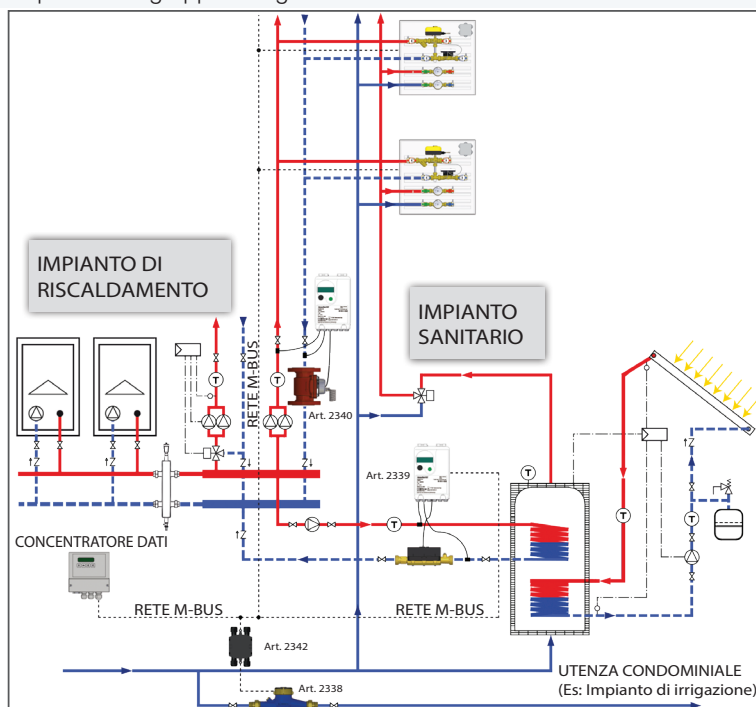 IMPIANTO DI
RISCALDAMENTO
IMPIANTO
SANITARIO
RETE M-BUS
Art. 2340
Art. 2339
T
T
T
T
T
T
CONCENTRATORE DATI
RETE M-BUS
RETE M-BUS
Art. 2342
Art. 2338
UTENZA CONDOMINIALE
(Es: Impianto di irrigazione)